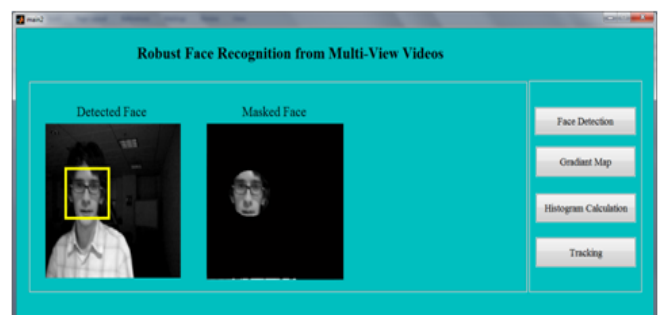 main2
Robust Face Recognition from Multi-View Videos
Detected Face
Masked Face
Face Detection
Gradiant Map
Histogram Calculation
Tracking